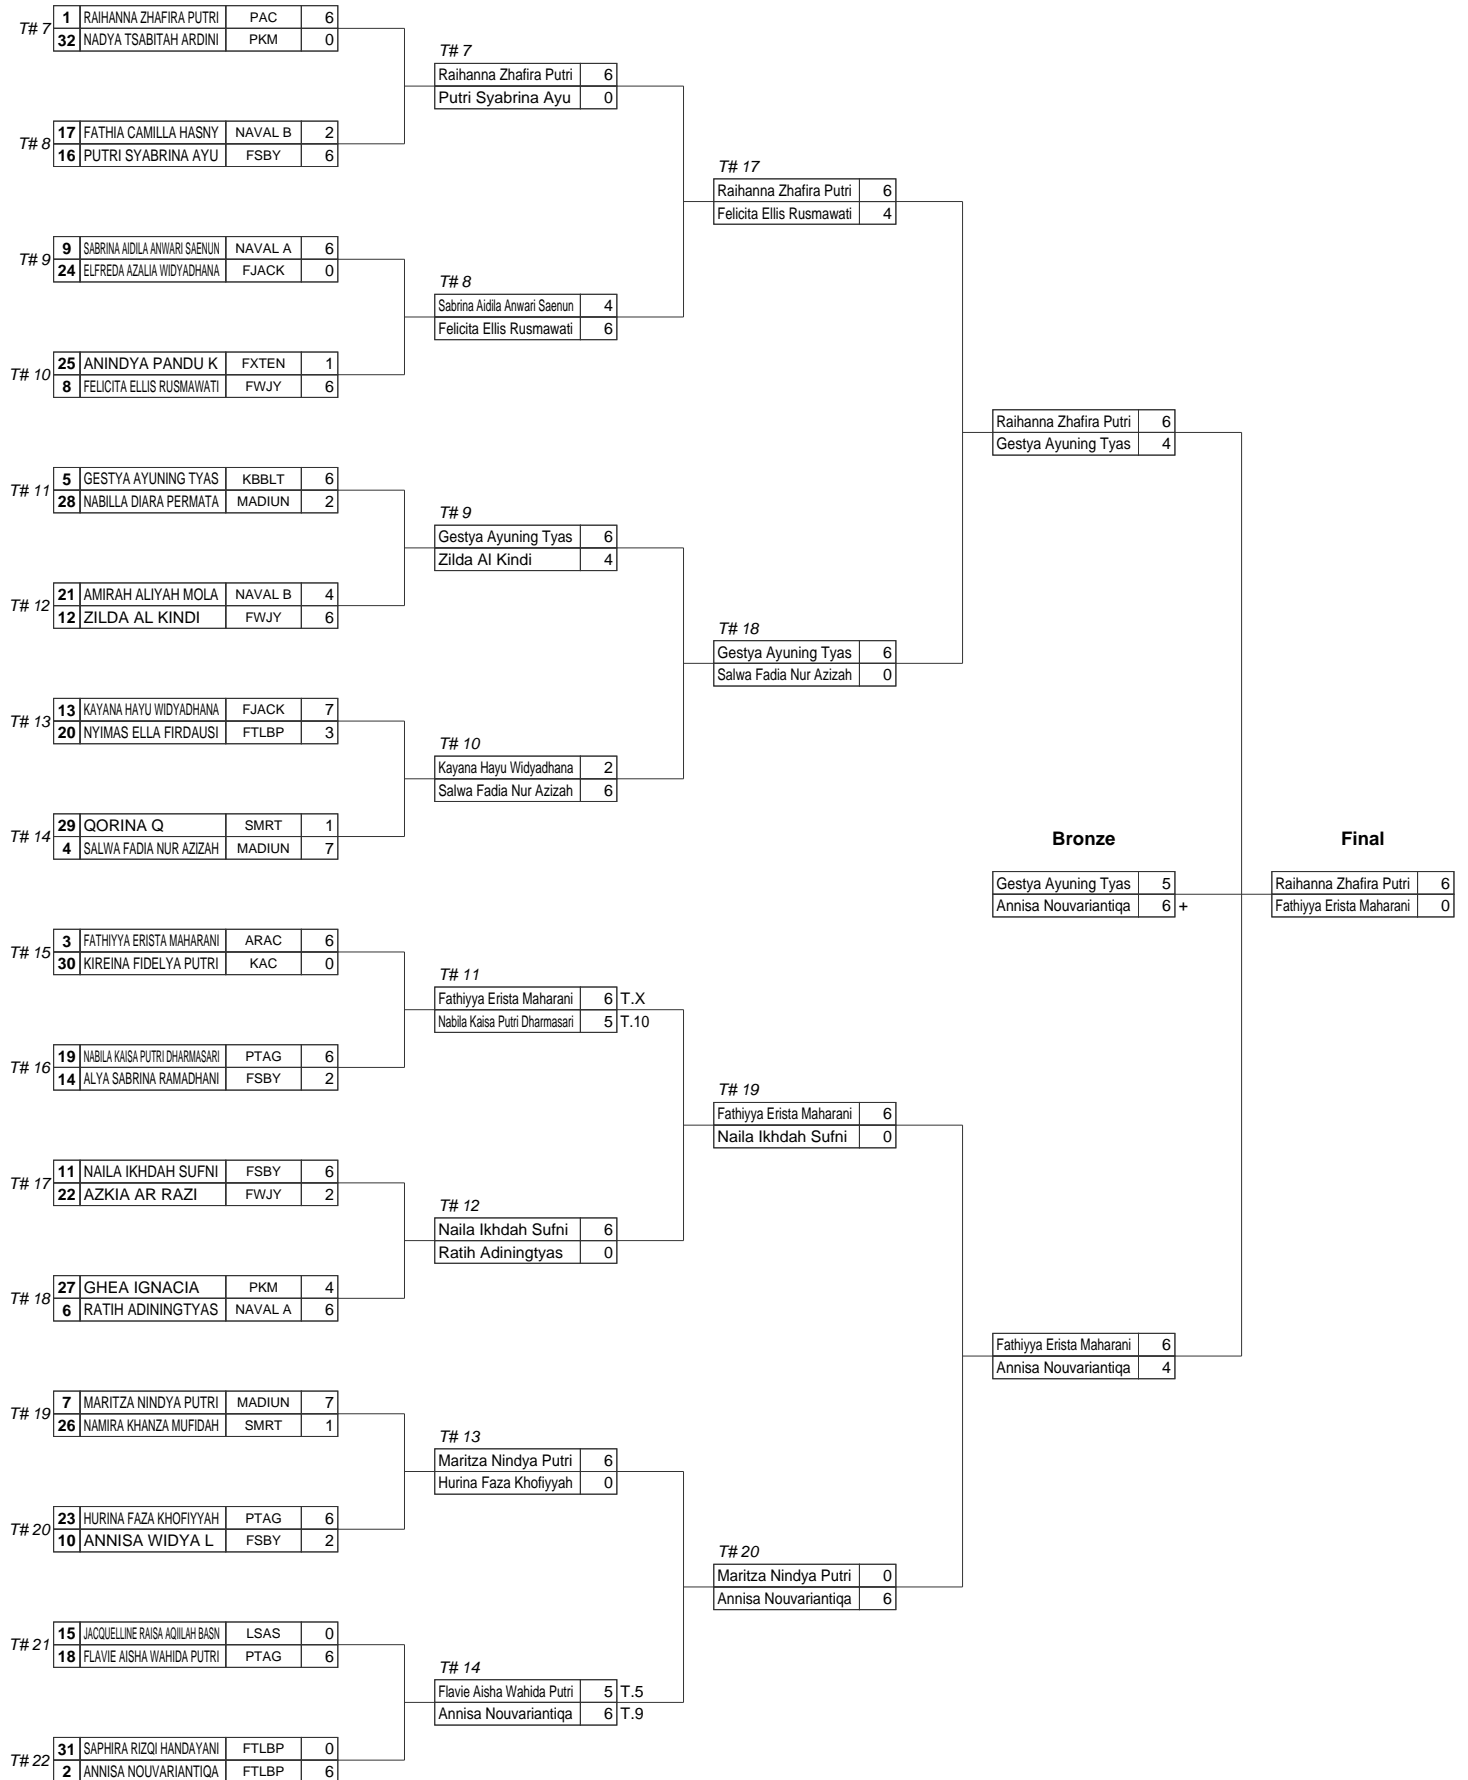 T# 7
1 RAIHANNA ZHAFIRA PUTRI PAC 6
32 NADYA TSABITAH ARDINI PKM 0
T# 8
17 FATHIA CAMILLA HASNY NAVAL B 2
16 PUTRI SYABRINA AYU FSBY 6
T# 9
9 SABRINA AIDILA ANWARI SAENUN NAVAL A 6
24 ELFREDA AZALIA WIDYADHANA FJACK 0
T# 10
25 ANINDYA PANDU K FXTEN 1
8 FELICITA ELLIS RUSMAWATI FWJY 6
T# 11
5 GESTYA AYUNING TYAS KBBLT 6
28 NABILLA DIARA PERMATA MADIUN 2
T# 12
21 AMIRAH ALIYAH MOLA NAVAL B 4
12 ZILDA AL KINDI FWJY 6
T# 13
13 KAYANA HAYU WIDYADHANA FJACK 7
20 NYIMAS ELLA FIRDAUSI FTLBP 3
T# 14
29 QORINA Q SMRT 1
4 SALWA FADIA NUR AZIZAH MADIUN 7
T# 15
3 FATHIYYA ERISTA MAHARANI ARAC 6
30 KIREINA FIDELYA PUTRI KAC 0
T# 16
19 NABILA KAISA PUTRI DHARMASARI PTAG 6
14 ALYA SABRINA RAMADHANI FSBY 2
T# 17
11 NAILA IKHDAH SUFNI FSBY 6
22 AZKIA AR RAZI FWJY 2
T# 18
27 GHEA IGNACIA PKM 4
6 RATIH ADININGTYAS NAVAL A 6
T# 19
7 MARITZA NINDYA PUTRI MADIUN 7
26 NAMIRA KHANZA MUFIDAH SMRT 1
T# 20
23 HURINA FAZA KHOFIYYAH PTAG 6
10 ANNISA WIDYA L FSBY 2
T# 21
15 JACQUELLINE RAISA AQIILAH BASN LSAS 0
18 FLAVIE AISHA WAHIDA PUTRI PTAG 6
T# 22
31 SAPHIRA RIZQI HANDAYANI FTLBP 0
2 ANNISA NOUVARIANTIQA FTLBP 6
T# 7
Raihanna Zhafira Putri 6
Putri Syabrina Ayu 0
T# 8
Sabrina Aidila Anwari Saenun 4
Felicita Ellis Rusmawati 6
T# 9
Gestya Ayuning Tyas 6
Zilda Al Kindi 4
T# 10
Kayana Hayu Widyadhana 2
Salwa Fadia Nur Azizah 6
T# 11
Fathiyya Erista Maharani 6 T.X
Nabila Kaisa Putri Dharmasari 5 T.10
T# 12
Naila Ikhdah Sufni 6
Ratih Adiningtyas 0
T# 13
Maritza Nindya Putri 6
Hurina Faza Khofiyyah 0
T# 14
Flavie Aisha Wahida Putri 5 T.5
Annisa Nouvariantiqa 6 T.9
T# 17
Raihanna Zhafira Putri 6
Felicita Ellis Rusmawati 4
T# 18
Gestya Ayuning Tyas 6
Salwa Fadia Nur Azizah 0
T# 19
Fathiyya Erista Maharani 6
Naila Ikhdah Sufni 0
T# 20
Maritza Nindya Putri 0
Annisa Nouvariantiqa 6
Raihanna Zhafira Putri 6
Gestya Ayuning Tyas 4
Bronze
Gestya Ayuning Tyas 5
Annisa Nouvariantiqa 6 +
Fathiyya Erista Maharani 6
Annisa Nouvariantiqa 4
Final
Raihanna Zhafira Putri 6
Fathiyya Erista Maharani 0